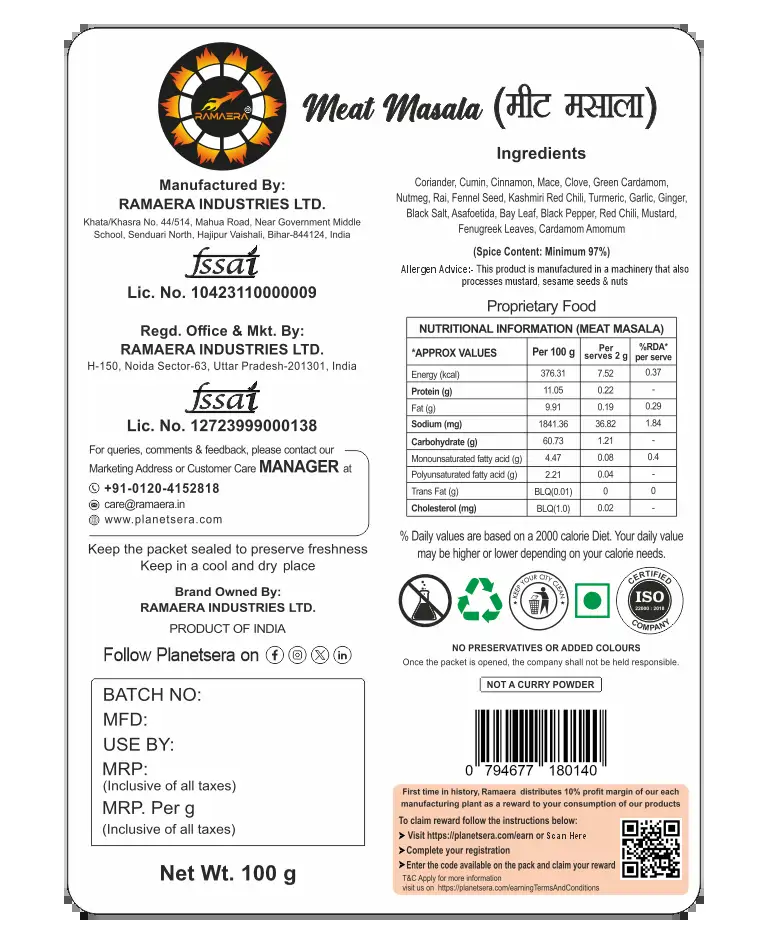 RAMAERA
Meat Masala (मीट मसाला)
Manufactured By:
RAMAERA INDUSTRIES LTD.
Khata/Khasra No. 44/514, Mahua Road, Near Government Middle
School, Senduari North, Hajipur Vaishali, Bihar-844124, India
fssai
Lic. No. 10423110000009
Regd. Office & Mkt. By:
RAMAERA INDUSTRIES LTD.
H-150, Noida Sector-63, Uttar Pradesh-201301, India
fssai
Lic. No. 12723999000138
For queries, comments & feedback, please contact our
Marketing Address or Customer Care MANAGER at
+91-0120-4152818
care@ramaera.in
www.planetsera.com
Keep the packet sealed to preserve freshness
Keep in a cool and dry place
Brand Owned By:
RAMAERA INDUSTRIES LTD.
PRODUCT OF INDIA
Follow Planetsera on
BATCH NO:
MFD:
USE BY:
MRP:
(Inclusive of all taxes)
MRP. Per g
(Inclusive of all taxes)
Net Wt. 100 g
Ingredients
Coriander, Cumin, Cinnamon, Mace, Clove, Green Cardamom,
Nutmeg, Rai, Fennel Seed, Kashmiri Red Chili, Turmeric, Garlic, Ginger,
Black Salt, Asafoetida, Bay Leaf, Black Pepper, Red Chili, Mustard,
Fenugreek Leaves, Cardamom Amomum
(Spice Content: Minimum 97%)
Allergen Advice:- This product is manufactured in a machinery that also
processes mustard, sesame seeds & nuts
Proprietary Food
NUTRITIONAL INFORMATION (MEAT MASALA)
*APPROX VALUES Per 100 g Per serves 2 g %RDA* per serve
Energy (kcal) 376.31 7.52 0.37
Protein (g) 11.05 0.22 -
Fat (g) 9.91 0.19 0.29
Sodium (mg) 1841.36 36.82 1.84
Carbohydrate (g) 60.73 1.21 -
Monounsaturated fatty acid (g) 4.47 0.08 0.4
Polyunsaturated fatty acid (g) 2.21 0.04 -
Trans Fat (g) BLQ(0.01) 0 0
Cholesterol (mg) BLQ(1.0) 0.02 -
% Daily values are based on a 2000 calorie Diet. Your daily value
may be higher or lower depending on your calorie needs.
KEEP YOUR CITY CLEAN
CERTIFIED
ISO
22000 : 2018
COMPANY
NO PRESERVATIVES OR ADDED COLOURS
Once the packet is opened, the company shall not be held responsible.
NOT A CURRY POWDER
0 794677 180140
First time in history, Ramaera distributes 10% profit margin of our each
manufacturing plant as a reward to your consumption of our products
To claim reward follow the instructions below:
Visit https://planetsera.com/earn or Scan Here
Complete your registration
Enter the code available on the pack and claim your reward
T&C Apply for more information
visit us on https://planetsera.com/earningTermsAndConditions